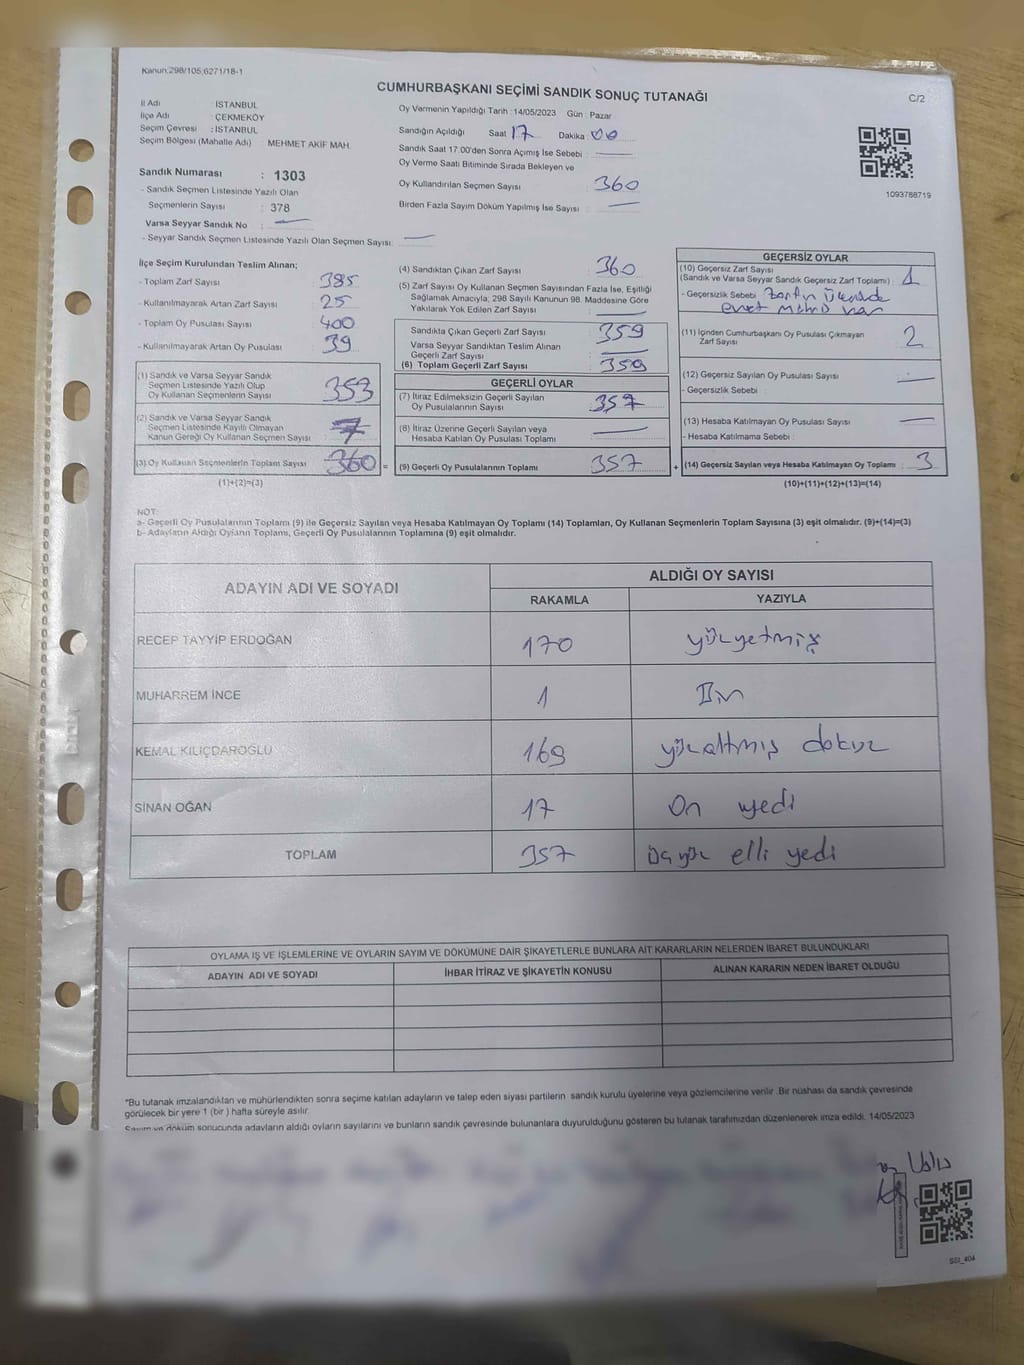 Kanun:298/105;6271/18-1
CUMHURBAŞKANI SEÇİMİ SANDIK SONUÇ TUTANAĞI
C/2
İl Adı : İSTANBUL
İlçe Adı : ÇEKMEKÖY
Seçim Çevresi : İSTANBUL
Seçim Bölgesi (Mahalle Adı) : MEHMET AKİF MAH.
Sandık Numarası : 1303
- Sandık Seçmen Listesinde Yazılı Olan
Seçmenlerin Sayısı : 378
Varsa Seyyar Sandık No :
- Seyyar Sandık Seçmen Listesinde Yazılı Olan Seçmen Sayısı:
Oy Vermenin Yapıldığı Tarih :14/05/2023 Gün : Pazar
Sandığın Açıldığı Saat 17 Dakika 00
Sandık Saat 17.00'den Sonra Açımış İse Sebebi :
Oy Verme Saati Bitiminde Sırada Bekleyen ve
Oy Kullandırılan Seçmen Sayısı : 360
Birden Fazla Sayım Döküm Yapılmış İse Sayısı :
1093788719
İlçe Seçim Kurulundan Teslim Alınan;
- Toplam Zarf Sayısı : 385
- Kullanılmayarak Artan Zarf Sayısı : 25
- Toplam Oy Pusulası Sayısı : 400
- Kullanılmayarak Artan Oy Pusulası : 39
(1) Sandık ve Varsa Seyyar Sandık
Seçmen Listesinde Yazılı Olup
Oy Kullanan Seçmenlerin Sayısı : 353
(2) Sandık ve Varsa Seyyar Sandık
Seçmen Listesinde Kayıtlı Olmayan
Kanun Gereği Oy Kullanan Seçmen Sayısı : 7
(3) Oy Kullanan Seçmenlerin Toplam Sayısı : 360 =
(1)+(2)=(3)
(4) Sandıktan Çıkan Zarf Sayısı : 360
(5) Zarf Sayısı Oy Kullanan Seçmen Sayısından Fazla İse, Eşitliği
Sağlamak Amacıyla; 298 Sayılı Kanunun 98. Maddesine Göre
Yakılarak Yok Edilen Zarf Sayısı :
Sandıkta Çıkan Geçerli Zarf Sayısı : 359
Varsa Seyyar Sandıktan Teslim Alınan
Geçerli Zarf Sayısı :
(6) Toplam Geçerli Zarf Sayısı : 359
GEÇERLİ OYLAR
(7) İtiraz Edilmeksizin Geçerli Sayılan
Oy Pusulalarının Sayısı : 357
(8) İtiraz Üzerine Geçerli Sayılan veya
Hesaba Katılan Oy Pusulası Toplamı :
(9) Geçerli Oy Pusulalarının Toplamı : 357 +
GEÇERSİZ OYLAR
(10) Geçersiz Zarf Sayısı
(Sandık ve Varsa Seyyar Sandık Geçersiz Zarf Toplamı) : 1
- Geçersizlik Sebebi : Zarfın üzerinde
evet mührü var
(11) İçinden Cumhurbaşkanı Oy Pusulası Çıkmayan
Zarf Sayısı : 2
(12) Geçersiz Sayılan Oy Pusulası Sayısı :
- Geçersizlik Sebebi :
(13) Hesaba Katılmayan Oy Pusulası Sayısı :
- Hesaba Katılmama Sebebi :
(14) Geçersiz Sayılan veya Hesaba Katılmayan Oy Toplamı : 3
(10)+(11)+(12)+(13)=(14)
NOT:
a- Geçerli Oy Pusulalarının Toplamı (9) ile Geçersiz Sayılan veya Hesaba Katılmayan Oy Toplamı (14) Toplamları, Oy Kullanan Seçmenlerin Toplam Sayısına (3) eşit olmalıdır. (9)+(14)=(3)
b- Adayların Aldığı Oyların Toplamı, Geçerli Oy Pusulalarının Toplamına (9) eşit olmalıdır.
ADAYIN ADI VE SOYADI
ALDIĞI OY SAYISI
RAKAMLA YAZIYLA
RECEP TAYYİP ERDOĞAN 170 yüzyetmiş
MUHARREM İNCE 1 Bir
KEMAL KILIÇDAROĞLU 169 yüzaltmış dokuz
SİNAN OĞAN 17 On yedi
TOPLAM 357 üçyüz elli yedi
OYLAMA İŞ VE İŞLEMLERİNE VE OYLARIN SAYIM VE DÖKÜMÜNE DAİR ŞİKAYETLERLE BUNLARA AİT KARARLARIN NELERDEN İBARET BULUNDUKLARI
ADAYIN ADI VE SOYADI İHBAR İTİRAZ VE ŞİKAYETİN KONUSU ALINAN KARARIN NEDEN İBARET OLDUĞU
*Bu tutanak imzalandıktan ve mühürlendikten sonra seçime katılan adayların ve talep eden siyasi partilerin sandık kurulu üyelerine veya gözlemcilerine verilir. Bir nüshası da sandık çevresinde
görülecek bir yere 1 (bir ) hafta süreyle asılır.
Sayım ve döküm sonucunda adayların aldığı oyların sayılarını ve bunların sandık çevresinde bulunanlara duyurulduğunu gösteren bu tutanak tarafımızdan düzenlenerek imza edildi. 14/05/2023
SSI_404